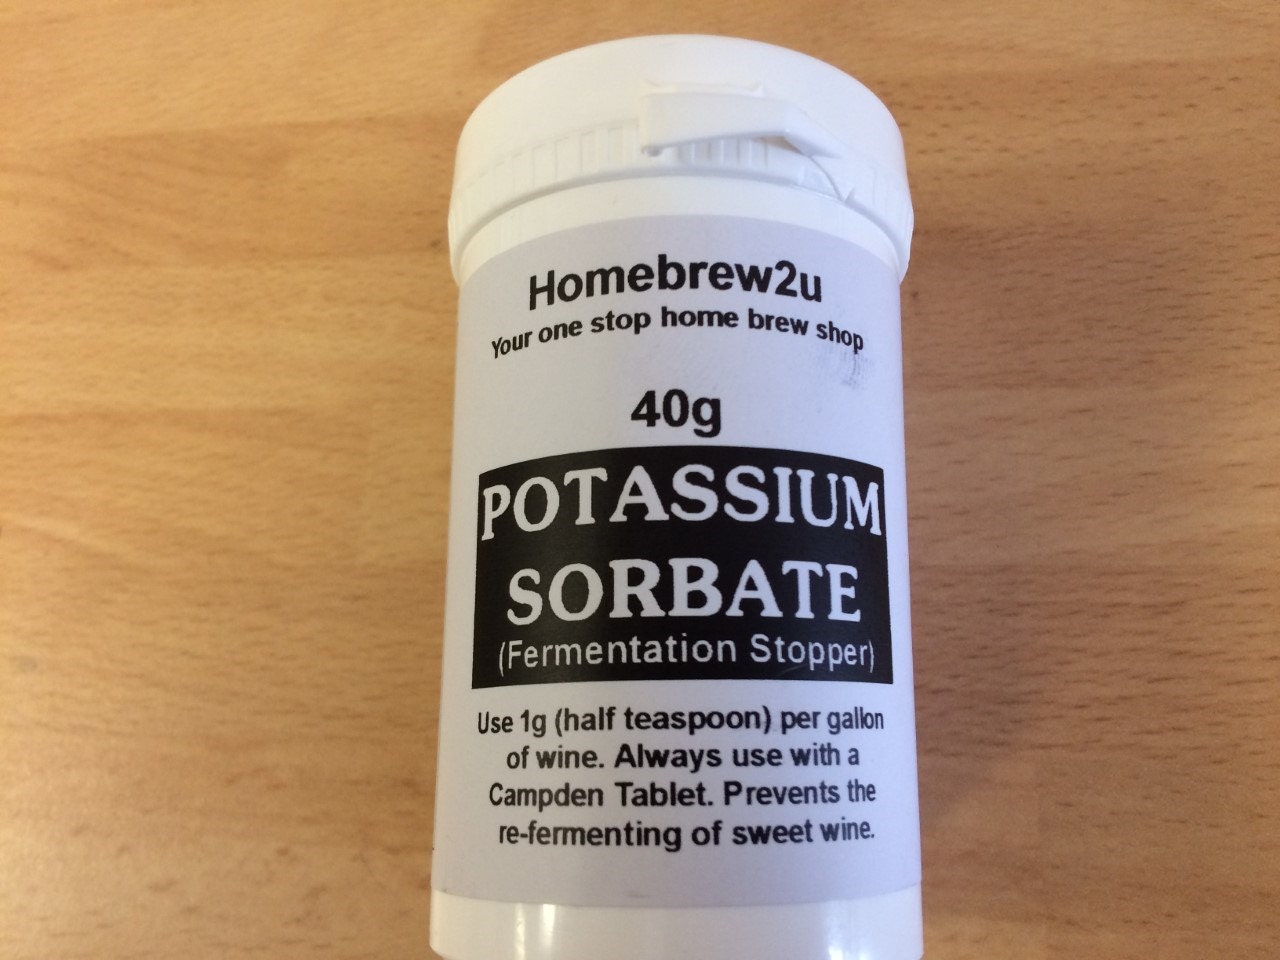 Homebrew2u
Your one stop home brew shop
40g
POTASSIUM
SORBATE
(Fermentation Stopper)
Use 1g (half teaspoon) per gallon
of wine. Always use with a
Campden Tablet. Prevents the
re-fermenting of sweet wine.